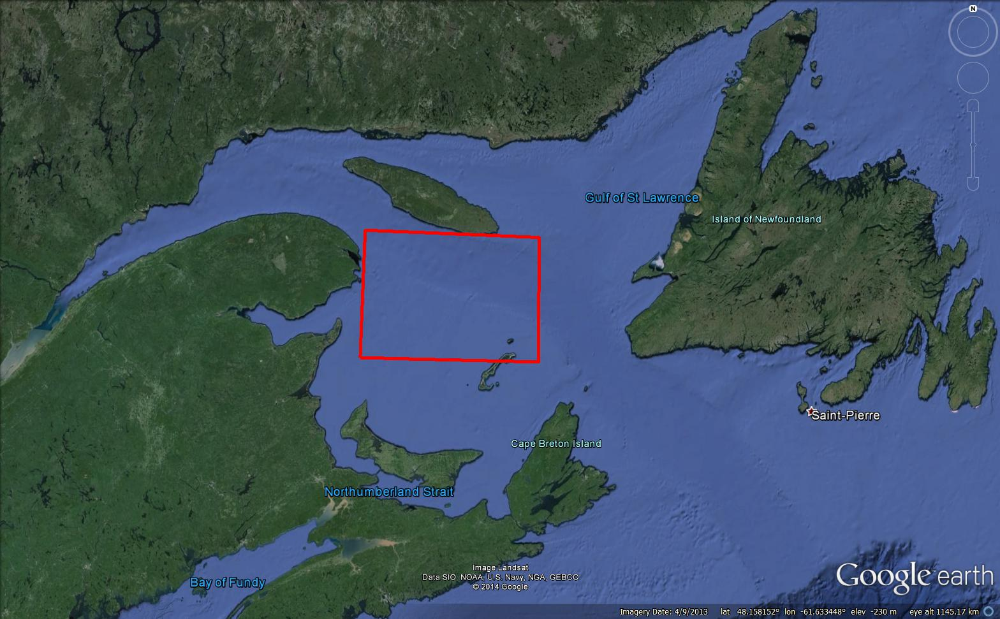 N
Gulf of St Lawrence
Island of Newfoundland
Saint-Pierre
Cape Breton Island
Northumberland Strait
Bay of Fundy
Image Landsat
Data SIO, NOAA, U.S. Navy, NGA, GEBCO
© 2014 Google
Google earth
Imagery Date: 4/9/2013 lat 48.158152° lon -61.633448° elev -230 m eye alt 1145.17 km